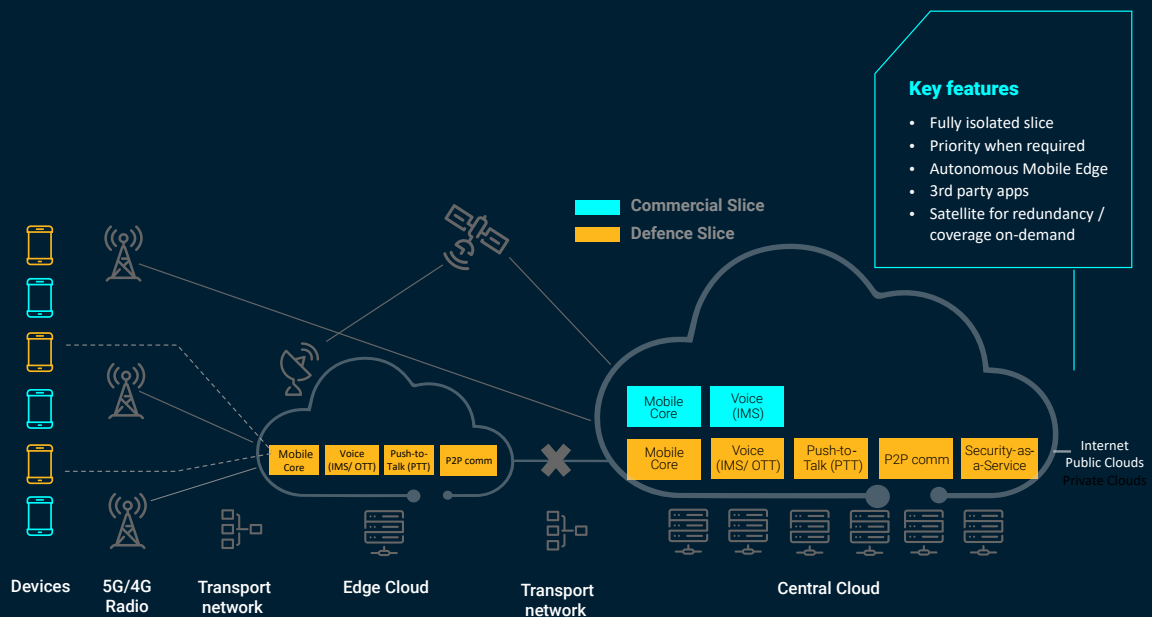 Key features
• Fully isolated slice
• Priority when required
• Autonomous Mobile Edge
• 3rd party apps
• Satellite for redundancy /
coverage on-demand
Commercial Slice
Defence Slice
Mobile
Core
Voice
(IMS)
Mobile
Core
Voice
(IMS/ OTT)
Push-to-
Talk (PTT)
P2P comm
Mobile
Core
Voice
(IMS/ OTT)
Push-to-
Talk (PTT)
P2P comm
Security-as-
a-Service
Internet
Public Clouds
Private Clouds
Devices
5G/4G
Radio
Transport
network
Edge Cloud
Transport
network
Central Cloud